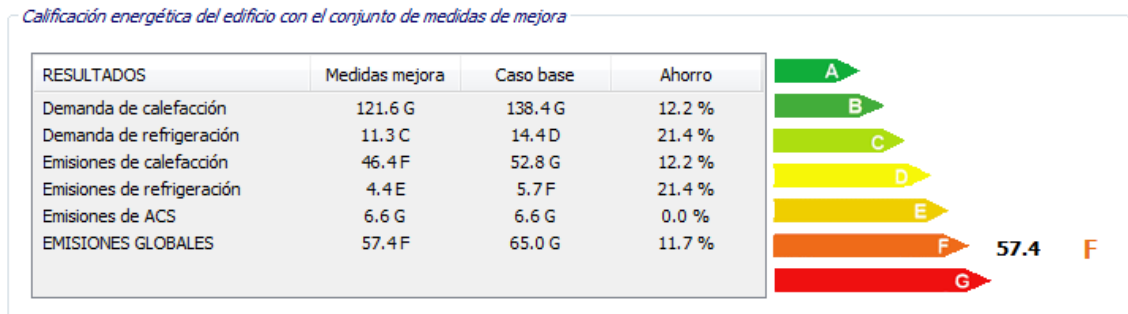 Calificación energética del edificio con el conjunto de medidas de mejora
RESULTADOS Medidas mejora Caso base Ahorro
Demanda de calefacción 121.6 G 138.4 G 12.2 %
Demanda de refrigeración 11.3 C 14.4 D 21.4 %
Emisiones de calefacción 46.4 F 52.8 G 12.2 %
Emisiones de refrigeración 4.4 E 5.7 F 21.4 %
Emisiones de ACS 6.6 G 6.6 G 0.0 %
EMISIONES GLOBALES 57.4 F 65.0 G 11.7 %
A
B
C
D
E
F 57.4 F
G